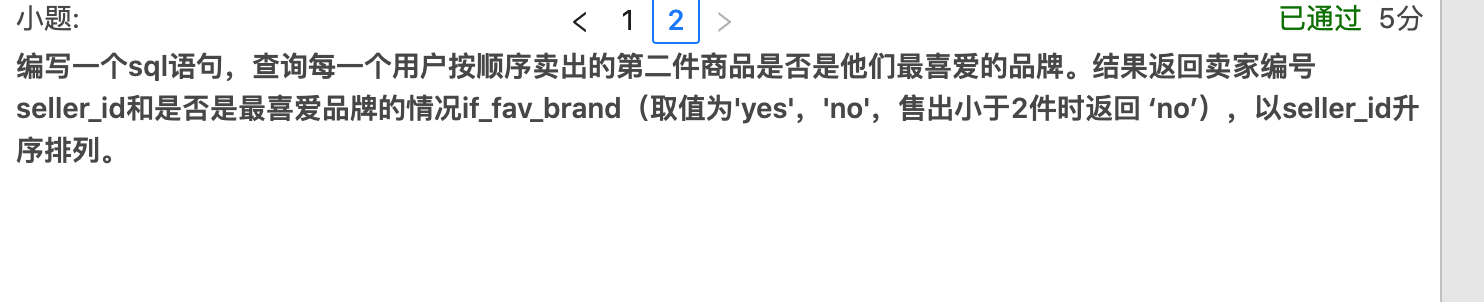 小题: < 1 2 > 已通过 5分
编写一个sql语句，查询每一个用户按顺序卖出的第二件商品是否是他们最喜爱的品牌。结果返回卖家编号
seller_id和是否是最喜爱品牌的情况if_fav_brand（取值为'yes'，'no'，售出小于2件时返回 ‘no’），以seller_id升
序排列。